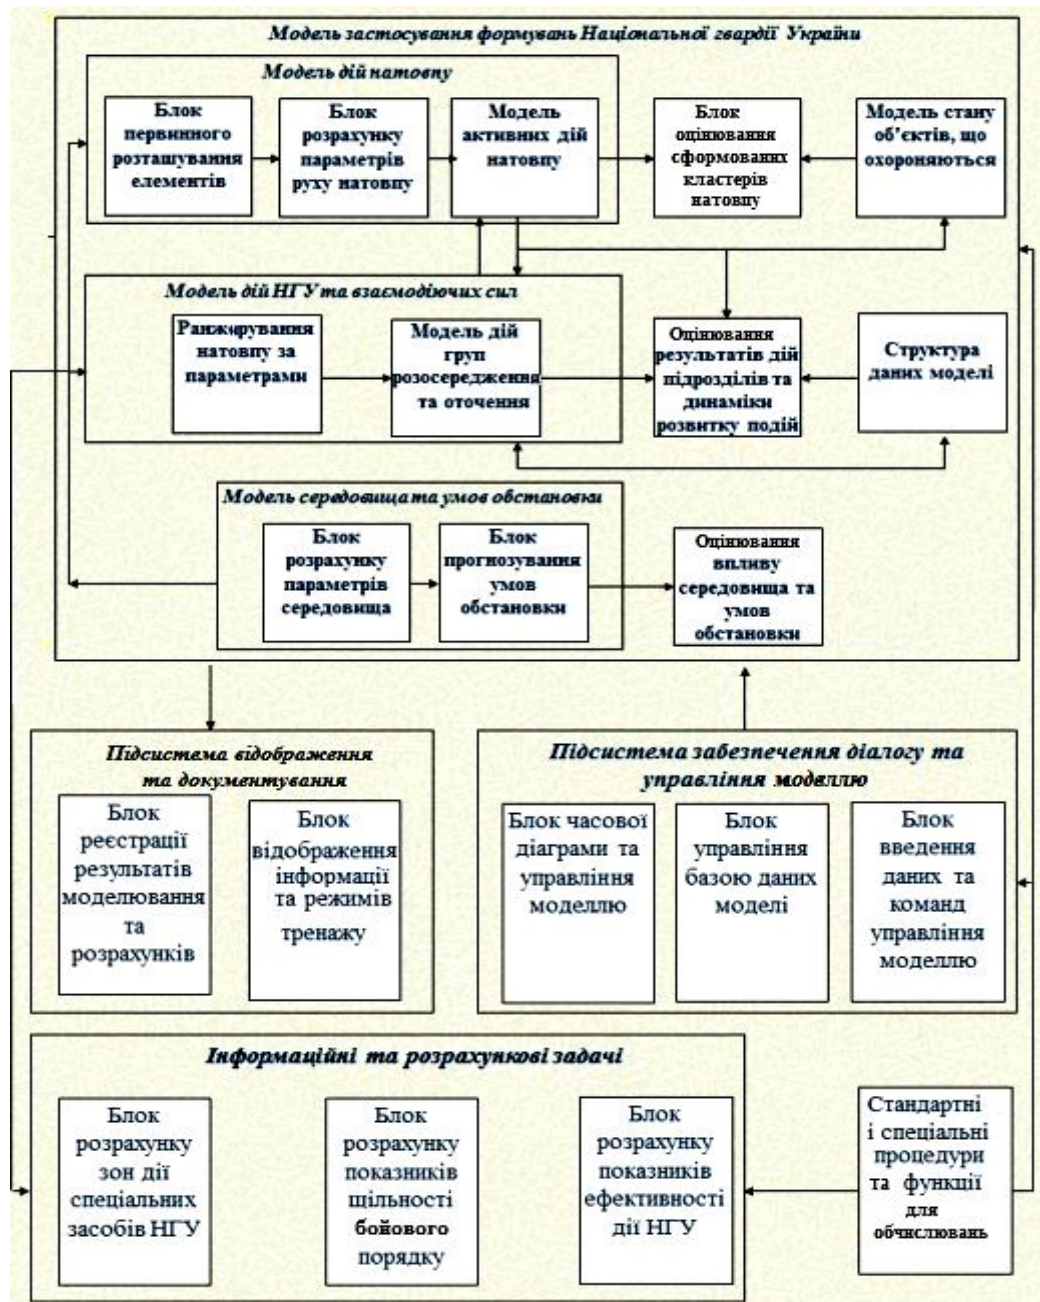 Модель застосування формувань Національної гвардії України
Модель дій натовпу
Блок
первинного
розташування
елементів
Блок
розрахунку
параметрів
руху натовпу
Модель
активних дій
натовпу
Блок
оцінювання
сформованих
кластерів
натовпу
Модель стану
об’єктів, що
охороняються
Модель дій НГУ та взаємодіючих сил
Ранжирування
натовпу за
параметрами
Модель дій
груп
розосередження
та оточення
Оцінювання
результатів дій
підрозділів та
динаміки
розвитку подій
Структура
даних моделі
Модель середовища та умов обстановки
Блок
розрахунку
параметрів
середовища
Блок
прогнозування
умов
обстановки
Оцінювання
впливу
середовища та
умов
обстановки
Підсистема відображення
та документування
Блок
реєстрації
результатів
моделювання
та
розрахунків
Блок
відображення
інформації
та режимів
тренажу
Підсистема забезпечення діалогу та
управління моделлю
Блок часової
діаграми та
управління
моделлю
Блок
управління
базою даних
моделі
Блок
введення
даних та
команд
управління
моделлю
Інформаційні та розрахункові задачі
Блок
розрахунку
зон дії
спеціальних
засобів НГУ
Блок
розрахунку
показників
щільності
бойового
порядку
Блок
розрахунку
показників
ефективності
дії НГУ
Стандартні
і спеціальні
процедури
та функції
для
обчислювань